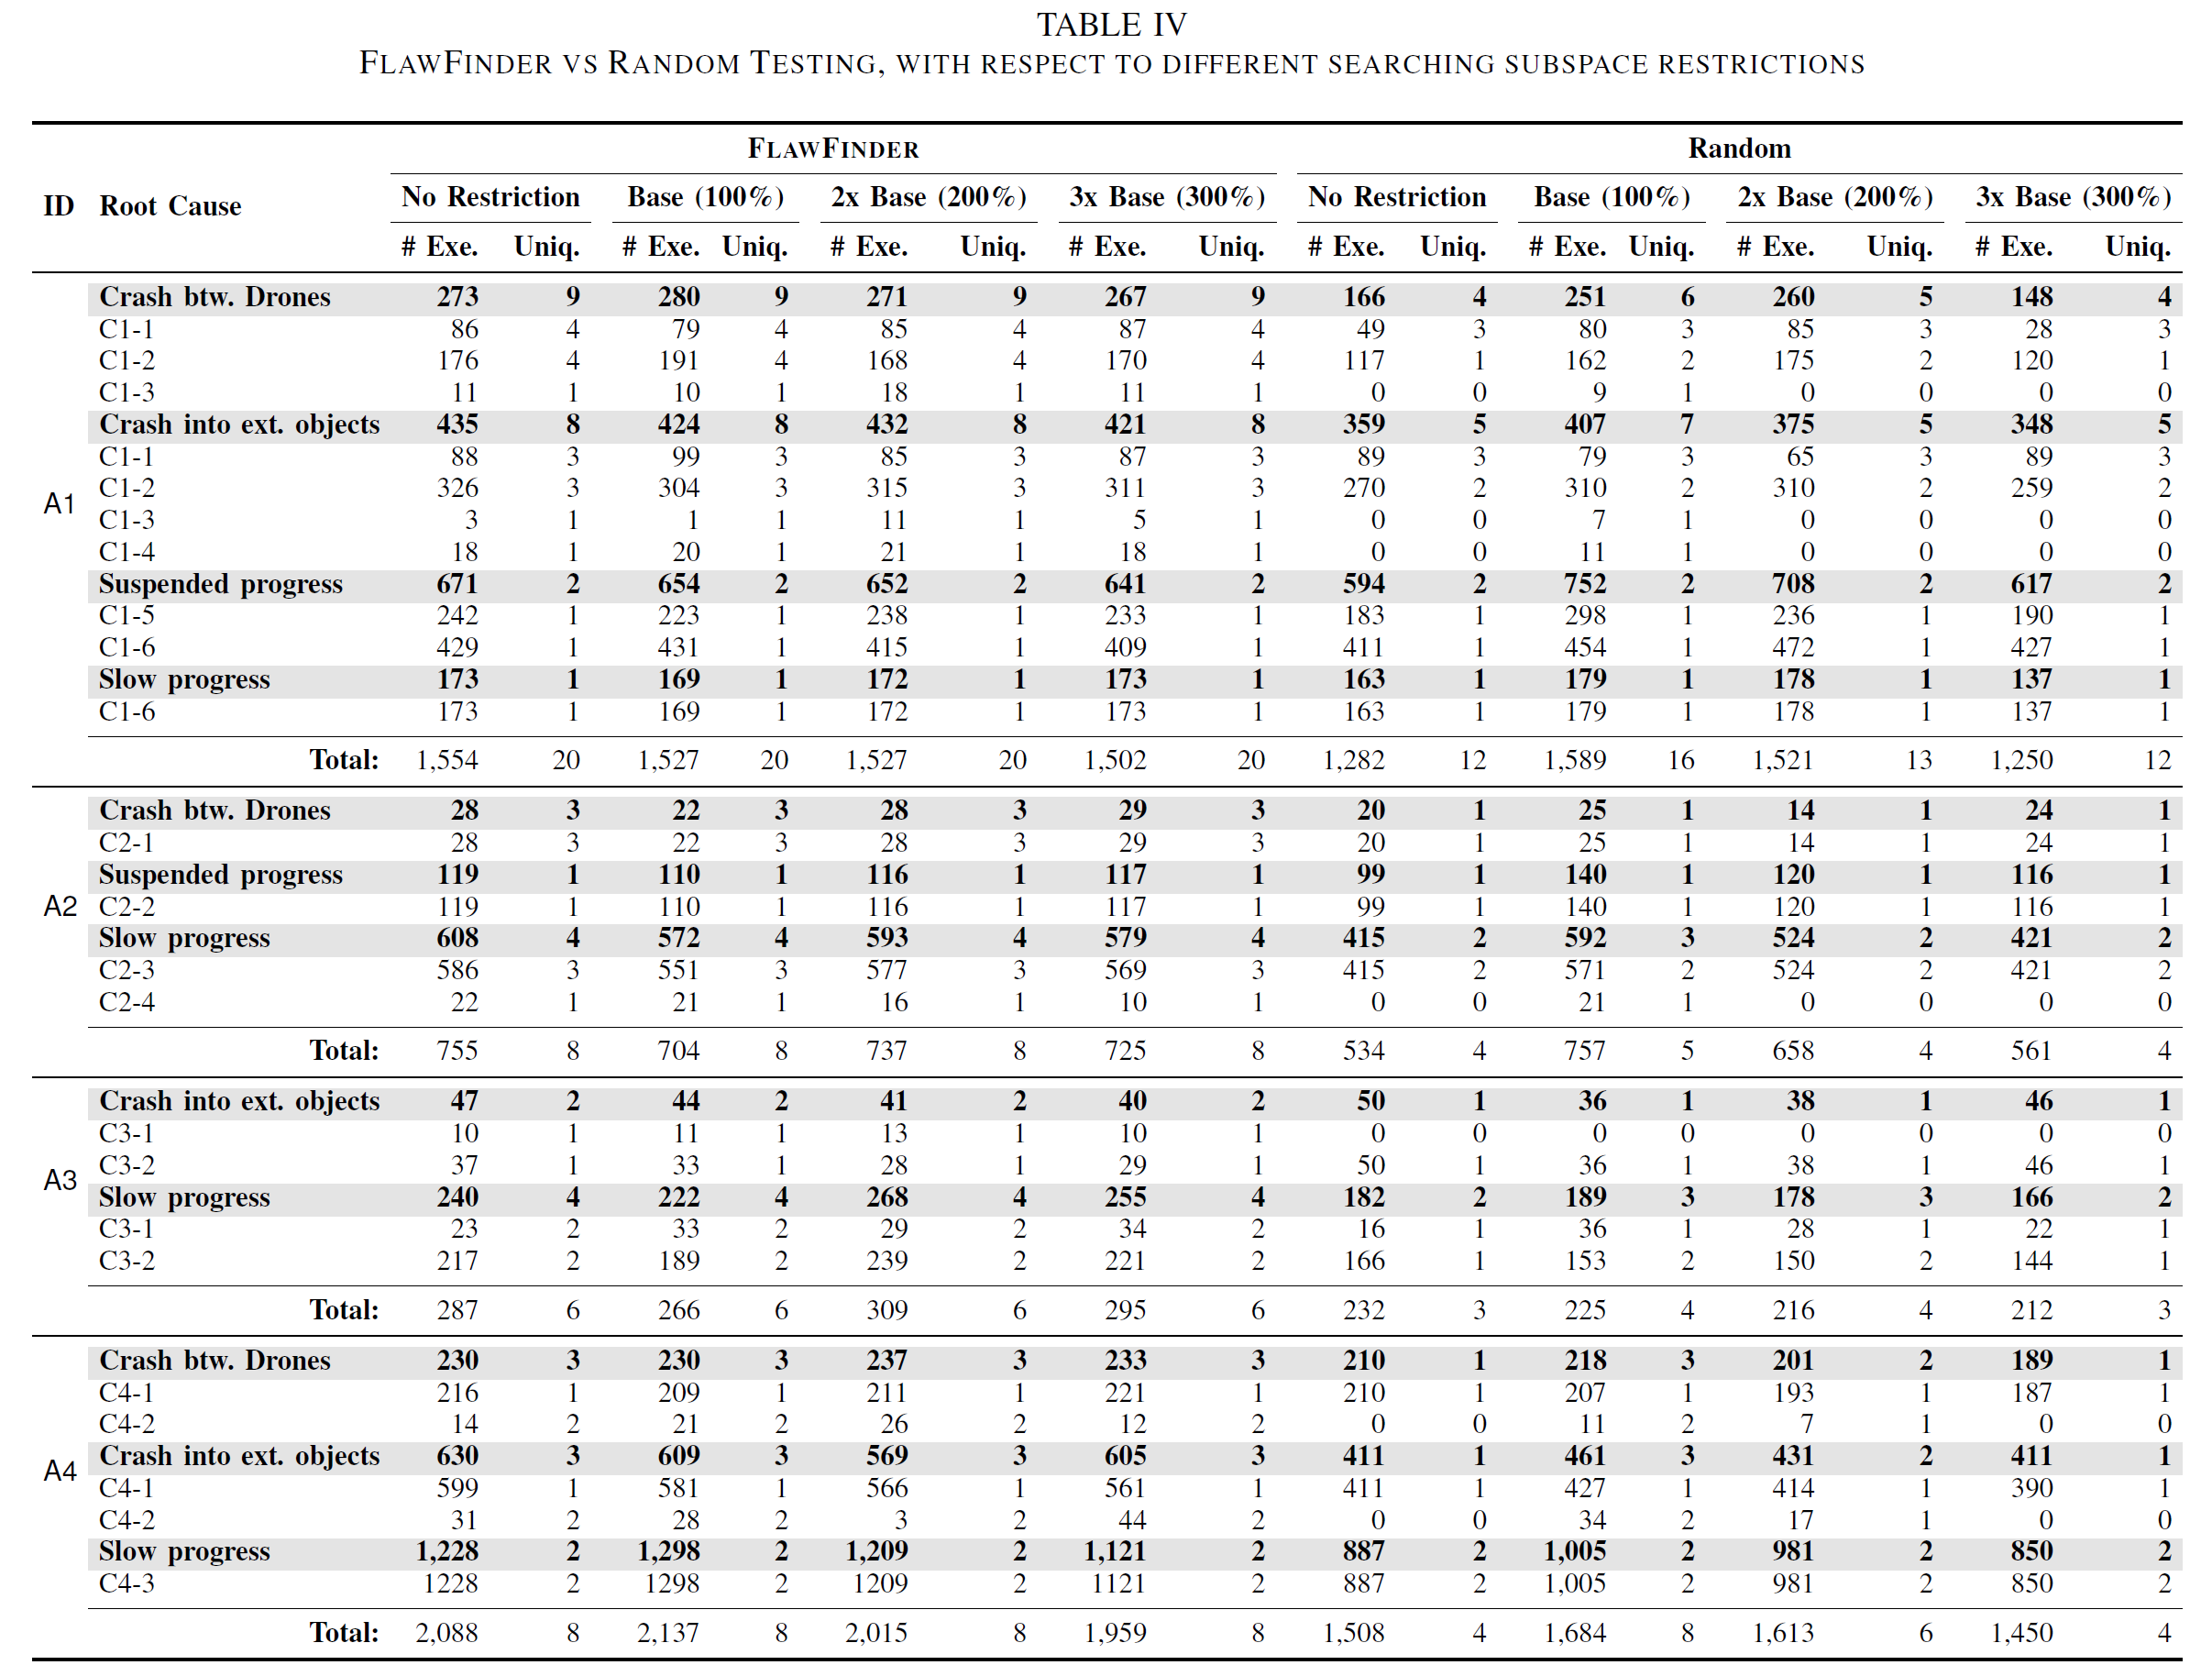 TABLE IV
FLAWFINDER VS RANDOM TESTING, WITH RESPECT TO DIFFERENT SEARCHING SUBSPACE RESTRICTIONS
FLAWFINDER Random
ID Root Cause No Restriction Base (100%) 2x Base (200%) 3x Base (300%) No Restriction Base (100%) 2x Base (200%) 3x Base (300%)
# Exe. Uniq. # Exe. Uniq. # Exe. Uniq. # Exe. Uniq. # Exe. Uniq. # Exe. Uniq. # Exe. Uniq. # Exe. Uniq.
Crash btw. Drones 273 9 280 9 271 9 267 9 166 4 251 6 260 5 148 4
C1-1 86 4 79 4 85 4 87 4 49 3 80 3 85 3 28 3
C1-2 176 4 191 4 168 4 170 4 117 1 162 2 175 2 120 1
C1-3 11 1 10 1 18 1 11 1 0 0 9 1 0 0 0 0
Crash into ext. objects 435 8 424 8 432 8 421 8 359 5 407 7 375 5 348 5
C1-1 88 3 99 3 85 3 87 3 89 3 79 3 65 3 89 3
A1 C1-2 326 3 304 3 315 3 311 3 270 2 310 2 310 2 259 2
C1-3 3 1 1 1 11 1 5 1 0 0 7 1 0 0 0 0
C1-4 18 1 20 1 21 1 18 1 0 0 11 1 0 0 0 0
Suspended progress 671 2 654 2 652 2 641 2 594 2 752 2 708 2 617 2
C1-5 242 1 223 1 238 1 233 1 183 1 298 1 236 1 190 1
C1-6 429 1 431 1 415 1 409 1 411 1 454 1 472 1 427 1
Slow progress 173 1 169 1 172 1 173 1 163 1 179 1 178 1 137 1
C1-6 173 1 169 1 172 1 173 1 163 1 179 1 178 1 137 1
Total: 1,554 20 1,527 20 1,527 20 1,502 20 1,282 12 1,589 16 1,521 13 1,250 12
Crash btw. Drones 28 3 22 3 28 3 29 3 20 1 25 1 14 1 24 1
C2-1 28 3 22 3 28 3 29 3 20 1 25 1 14 1 24 1
Suspended progress 119 1 110 1 116 1 117 1 99 1 140 1 120 1 116 1
A2 C2-2 119 1 110 1 116 1 117 1 99 1 140 1 120 1 116 1
Slow progress 608 4 572 4 593 4 579 4 415 2 592 3 524 2 421 2
C2-3 586 3 551 3 577 3 569 3 415 2 571 2 524 2 421 2
C2-4 22 1 21 1 16 1 10 1 0 0 21 1 0 0 0 0
Total: 755 8 704 8 737 8 725 8 534 4 757 5 658 4 561 4
Crash into ext. objects 47 2 44 2 41 2 40 2 50 1 36 1 38 1 46 1
C3-1 10 1 11 1 13 1 10 1 0 0 0 0 0 0 0 0
A3 C3-2 37 1 33 1 28 1 29 1 50 1 36 1 38 1 46 1
Slow progress 240 4 222 4 268 4 255 4 182 2 189 3 178 3 166 2
C3-1 23 2 33 2 29 2 34 2 16 1 36 1 28 1 22 1
C3-2 217 2 189 2 239 2 221 2 166 1 153 2 150 2 144 1
Total: 287 6 266 6 309 6 295 6 232 3 225 4 216 4 212 3
Crash btw. Drones 230 3 230 3 237 3 233 3 210 1 218 3 201 2 189 1
C4-1 216 1 209 1 211 1 221 1 210 1 207 1 193 1 187 1
C4-2 14 2 21 2 26 2 12 2 0 0 11 2 7 1 0 0
Crash into ext. objects 630 3 609 3 569 3 605 3 411 1 461 3 431 2 411 1
A4 C4-1 599 1 581 1 566 1 561 1 411 1 427 1 414 1 390 1
C4-2 31 2 28 2 3 2 44 2 0 0 34 2 17 1 0 0
Slow progress 1,228 2 1,298 2 1,209 2 1,121 2 887 2 1,005 2 981 2 850 2
C4-3 1228 2 1298 2 1209 2 1121 2 887 2 1,005 2 981 2 850 2
Total: 2,088 8 2,137 8 2,015 8 1,959 8 1,508 4 1,684 8 1,613 6 1,450 4